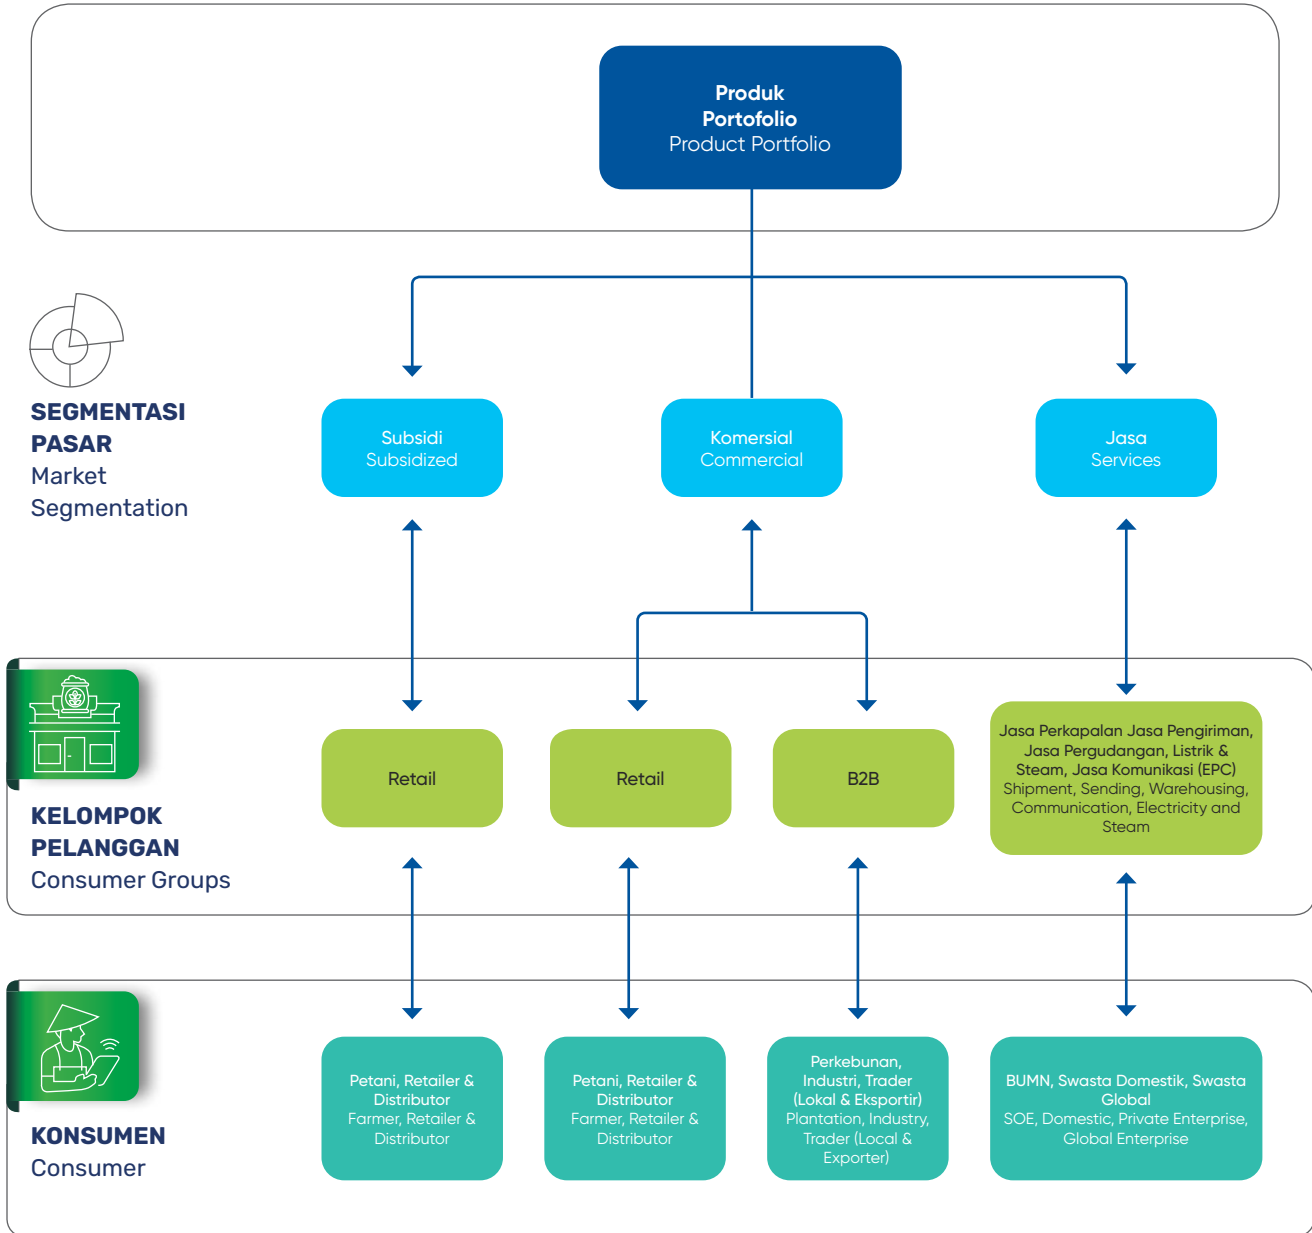 Produk
Portofolio
Product Portfolio
SEGMENTASI
PASAR
Market
Segmentation
Subsidi
Subsidized
Komersial
Commercial
Jasa
Services
KELOMPOK
PELANGGAN
Consumer Groups
Retail
Retail
B2B
Jasa Perkapalan Jasa Pengiriman,
Jasa Pergudangan, Listrik &
Steam, Jasa Komunikasi (EPC)
Shipment, Sending, Warehousing,
Communication, Electricity and
Steam
KONSUMEN
Consumer
Petani, Retailer &
Distributor
Farmer, Retailer &
Distributor
Petani, Retailer &
Distributor
Farmer, Retailer &
Distributor
Perkebunan,
Industri, Trader
(Lokal & Eksportir)
Plantation, Industry,
Trader (Local &
Exporter)
BUMN, Swasta Domestik, Swasta
Global
SOE, Domestic, Private Enterprise,
Global Enterprise